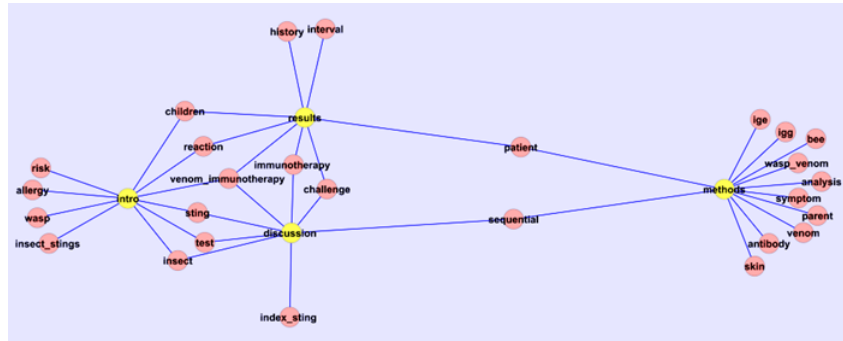 history
interval
children
results
ige
igg
bee
reaction
patient
immunotherapy
wasp_venom
risk
venom_immunotherapy
analysis
allergy
challenge
methods
intro
symptom
wasp
sting
sequential
parent
discussion
venom
insect_stings
test
antibody
insect
skin
index_sting